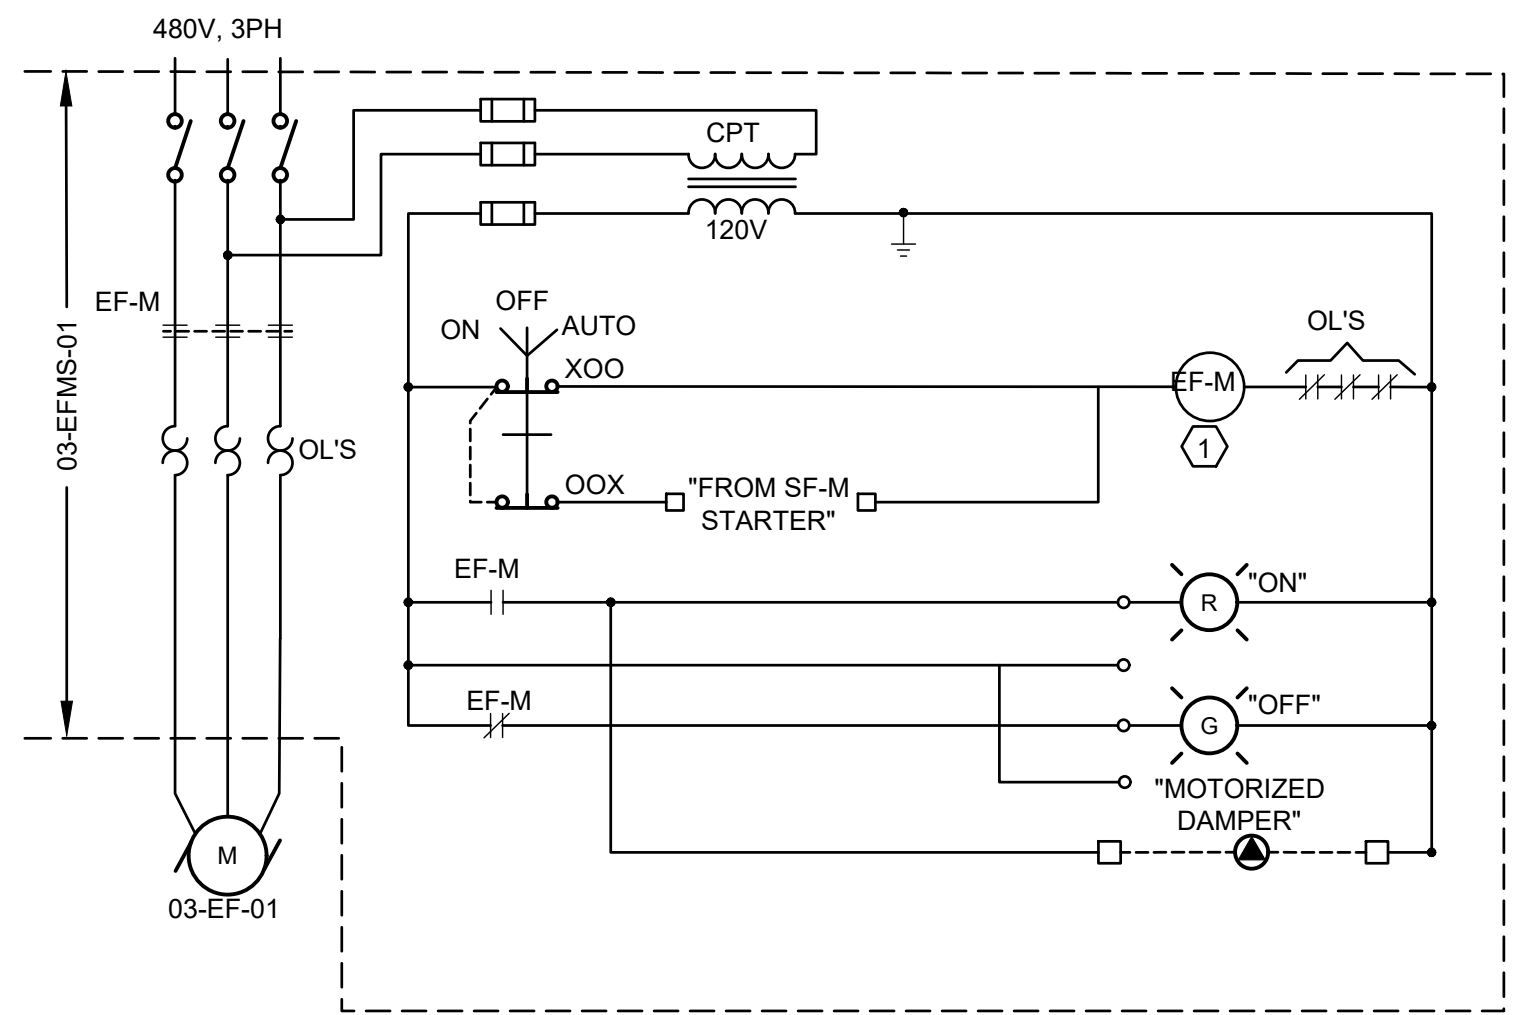 480V, 3PH
CPT
120V
EF-M
03-EFMS-01
OFF
ON
AUTO
XOO
OL'S
EF-M
1
OL'S
OOX
"FROM SF-M
STARTER"
EF-M
R
"ON"
EF-M
G
"OFF"
"MOTORIZED
DAMPER"
M
03-EF-01